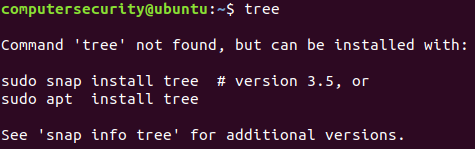 computersecurity@ubuntu:~$ tree
Command 'tree' not found, but can be installed with:
sudo snap install tree  # version 3.5, or
sudo apt  install tree
See 'snap info tree' for additional versions.